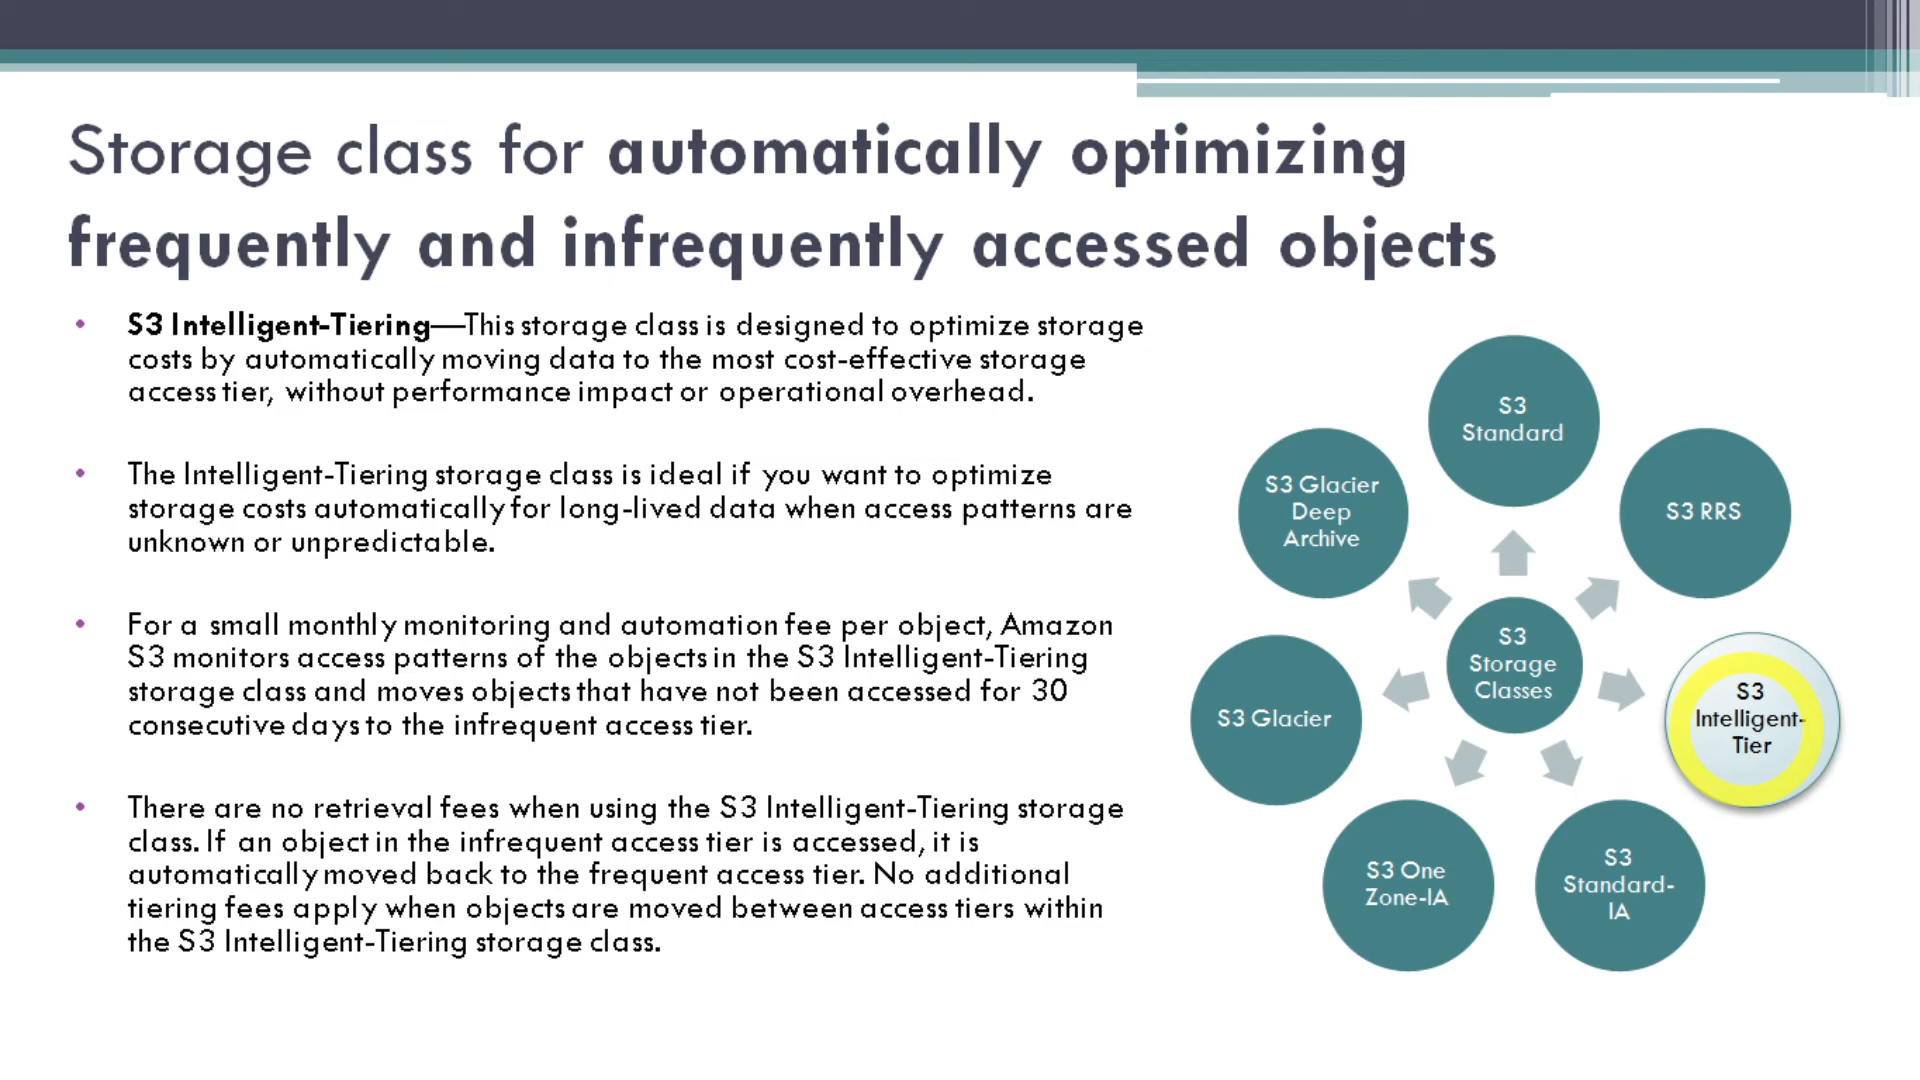 Storage class for automatically optimizing
frequently and infrequently accessed objects
• S3 Intelligent-Tiering—This storage class is designed to optimize storage
costs by automatically moving data to the most cost-effective storage
access tier, without performance impact or operational overhead.
• The Intelligent-Tiering storage class is ideal if you want to optimize
storage costs automatically for long-lived data when access patterns are
unknown or unpredictable.
• For a small monthly monitoring and automation fee per object, Amazon
S3 monitors access patterns of the objects in the S3 Intelligent-Tiering
storage class and moves objects that have not been accessed for 30
consecutive days to the infrequent access tier.
• There are no retrieval fees when using the S3 Intelligent-Tiering storage
class. If an object in the infrequent access tier is accessed, it is
automatically moved back to the frequent access tier. No additional
tiering fees apply when objects are moved between access tiers within
the S3 Intelligent-Tiering storage class.
S3
Standard
S3 RRS
S3
Intelligent-
Tier
S3
Standard-
IA
S3 One
Zone-IA
S3 Glacier
S3 Glacier
Deep
Archive
S3
Storage
Classes